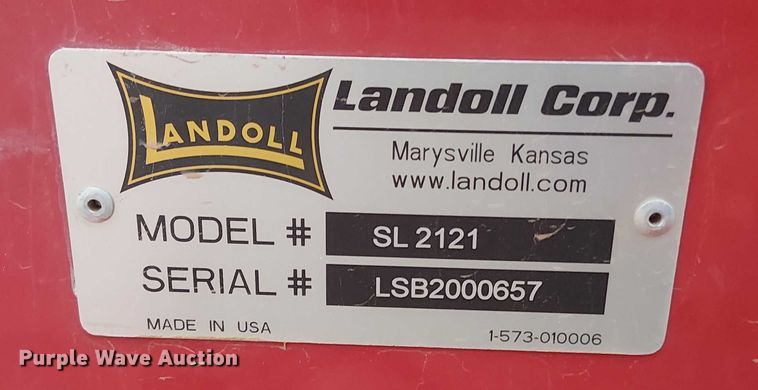 LANDOLL
Landoll Corp.
Marysville Kansas
www.landoll.com
MODEL # SL 2121
SERIAL # LSB2000657
MADE IN USA 1-573-010006
Purple Wave Auction